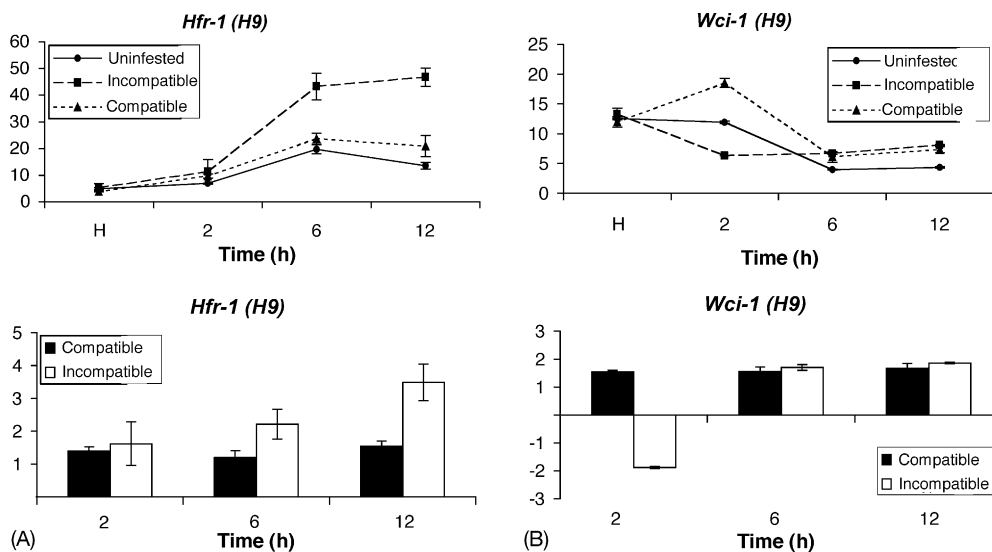 Hfr-1 (H9)
60
50
40
30
20
10
0
Uninfested
Incompatible
Compatible
H 2 6 12
Time (h)
Wci-1 (H9)
25
20
15
10
5
0
Uninfested
Incompatible
Compatible
H 2 6 12
Time (h)
Hfr-1 (H9)
5
4
3
2
1
Compatible
Incompatible
2 6 12
(A) Time (h)
Wci-1 (H9)
3
2
1
-1
-2
-3
Compatible
Incompatible
2 6 12
(B) Time (h)